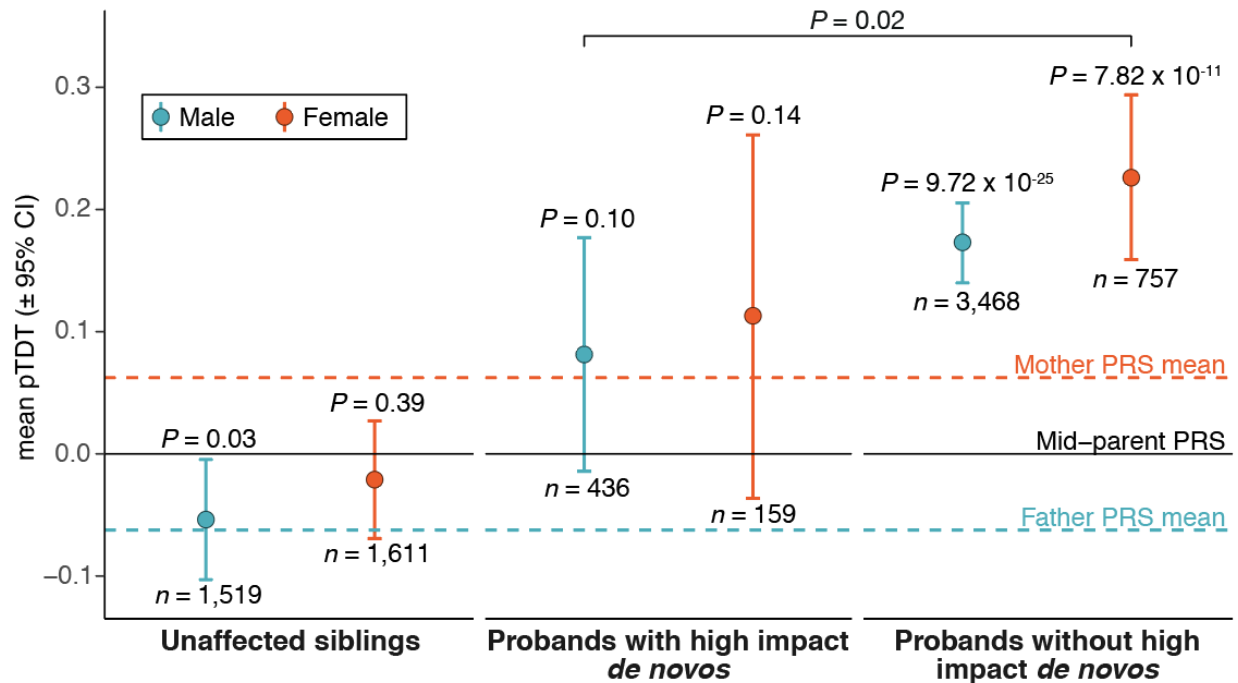 P = 0.02
P = 7.82 x 10⁻¹¹
0.3
Male Female
P = 0.14
P = 9.72 x 10⁻²⁵
0.2
P = 0.10
n = 757
n = 3,468
mean pTDT (± 95% CI)
0.1
Mother PRS mean
P = 0.39
P = 0.03
Mid–parent PRS
0.0
n = 436
n = 159
Father PRS mean
n = 1,611
−0.1
n = 1,519
Unaffected siblings
Probands with high impact
de novos
Probands without high
impact de novos